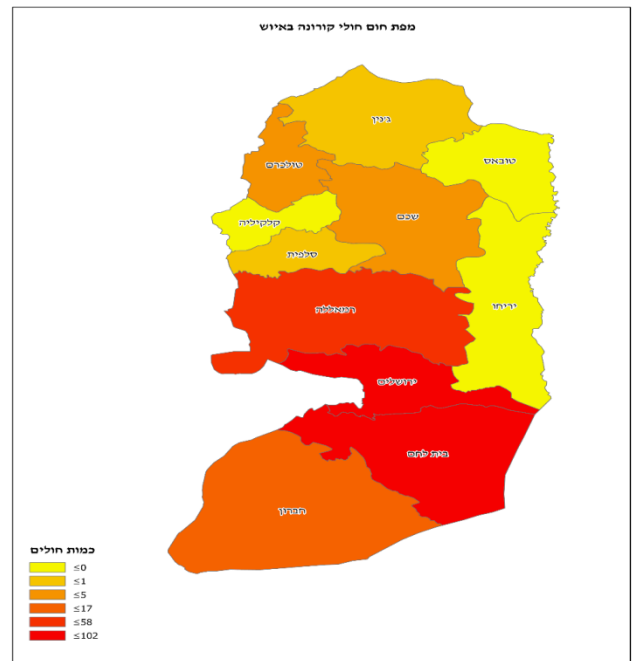 מפת חום חולי קורונה באיוש
ג׳נין
טובאס
טולכרם
שכם
קלקיליה
סלפית
יריחו
רמאללה
ירושלים
בית לחם
חברון
כמות חולים
≤0
≤1
≤5
≤17
≤58
≤102